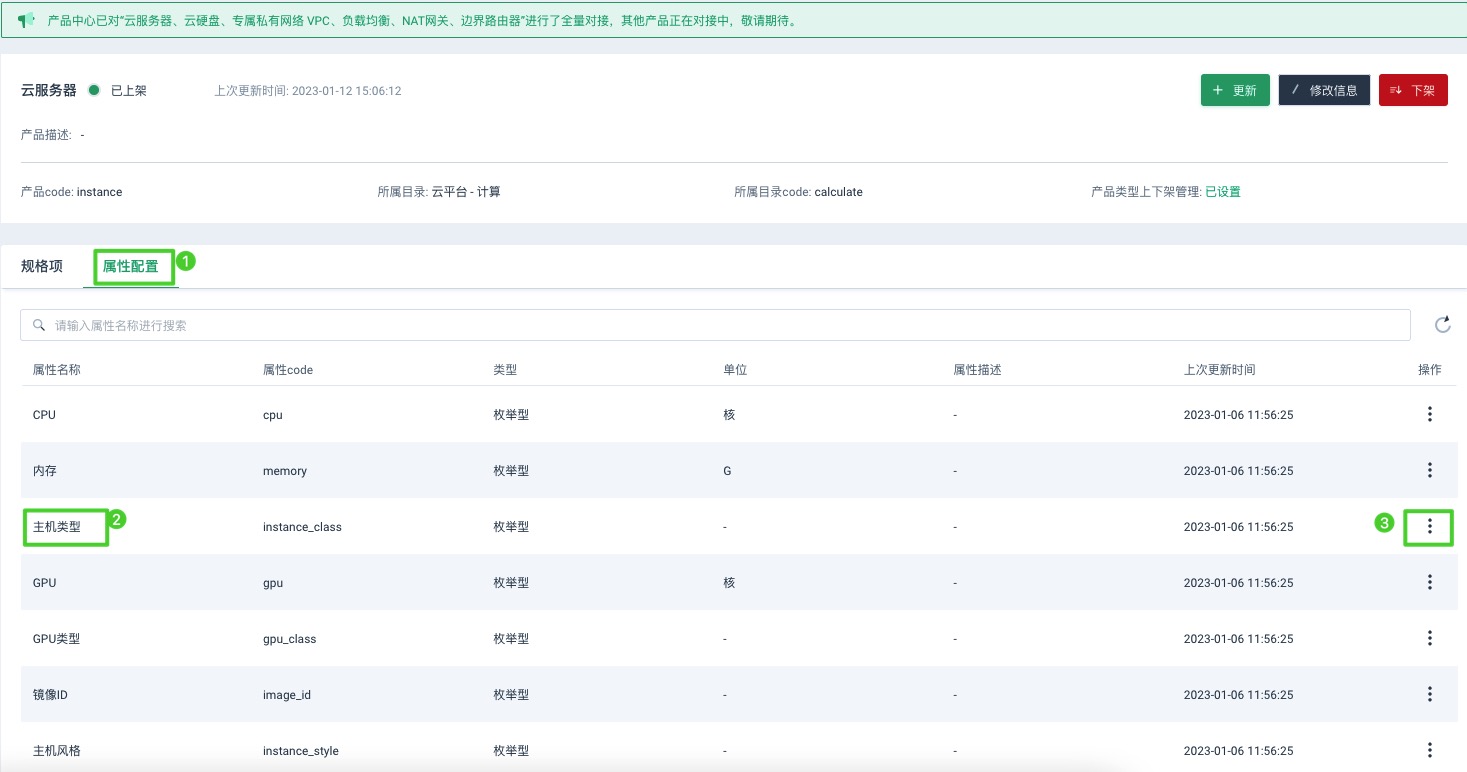 产品中心已对“云服务器、云硬盘、专属私有网络 VPC、负载均衡、NAT网关、边界路由器”进行了全量对接，其他产品正在对接中，敬请期待。
云服务器 已上架 上次更新时间: 2023-01-12 15:06:12 + 更新 修改信息 下架
产品描述: -
产品code: instance 所属目录: 云平台 - 计算 所属目录code: calculate 产品类型上下架管理: 已设置
规格项 属性配置 1
请输入属性名称进行搜索
属性名称 属性code 类型 单位 属性描述 上次更新时间 操作
CPU cpu 枚举型 核 - 2023-01-06 11:56:25
内存 memory 枚举型 G - 2023-01-06 11:56:25
主机类型 2 instance_class 枚举型 - - 2023-01-06 11:56:25 3
GPU gpu 枚举型 核 - 2023-01-06 11:56:25
GPU类型 gpu_class 枚举型 - - 2023-01-06 11:56:25
镜像ID image_id 枚举型 - - 2023-01-06 11:56:25
主机风格 instance_style 枚举型 - - 2023-01-06 11:56:25